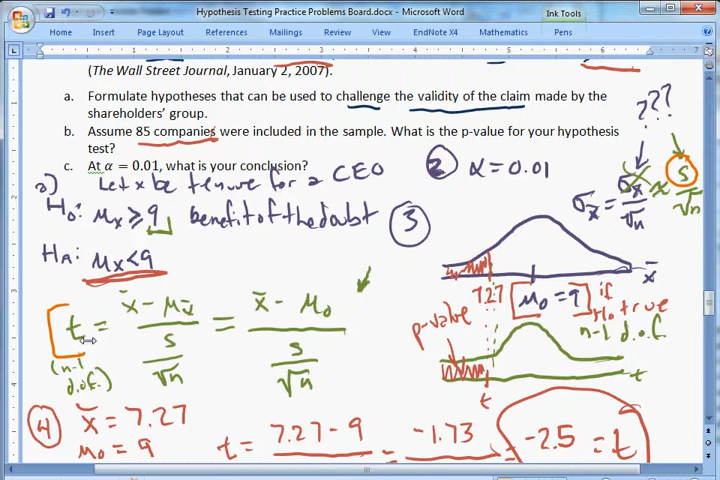 Hypothesis Testing Practice Problems Board.docx - Microsoft Word
Ink Tools
Home Insert Page Layout References Mailings Review View EndNote X4 Mathematics Pens
(The Wall Street Journal, January 2, 2007).
a. Formulate hypotheses that can be used to challenge the validity of the claim made by the
shareholders' group.
b. Assume 85 companies were included in the sample. What is the p-value for your hypothesis
test?
c. At α = 0.01, what is your conclusion?
???
a) Let x be tenure for a CEO
② α = 0.01
σx̄ = σx/√n ≈ s/√n
H₀: μx ≥ 9 benefit of the doubt
③
HA: μx < 9
x̄
7.27
μ₀ = 9 if
H₀ true
n-1 d.o.f.
p-value
t
t
t = (x̄ - μx̄)/(s/√n) = (x̄ - μ₀)/(s/√n)
(n-1
d.o.f.)
④ x̄ = 7.27
μ₀ = 9
t = 7.27 - 9 = -1.73 = -2.5 = t